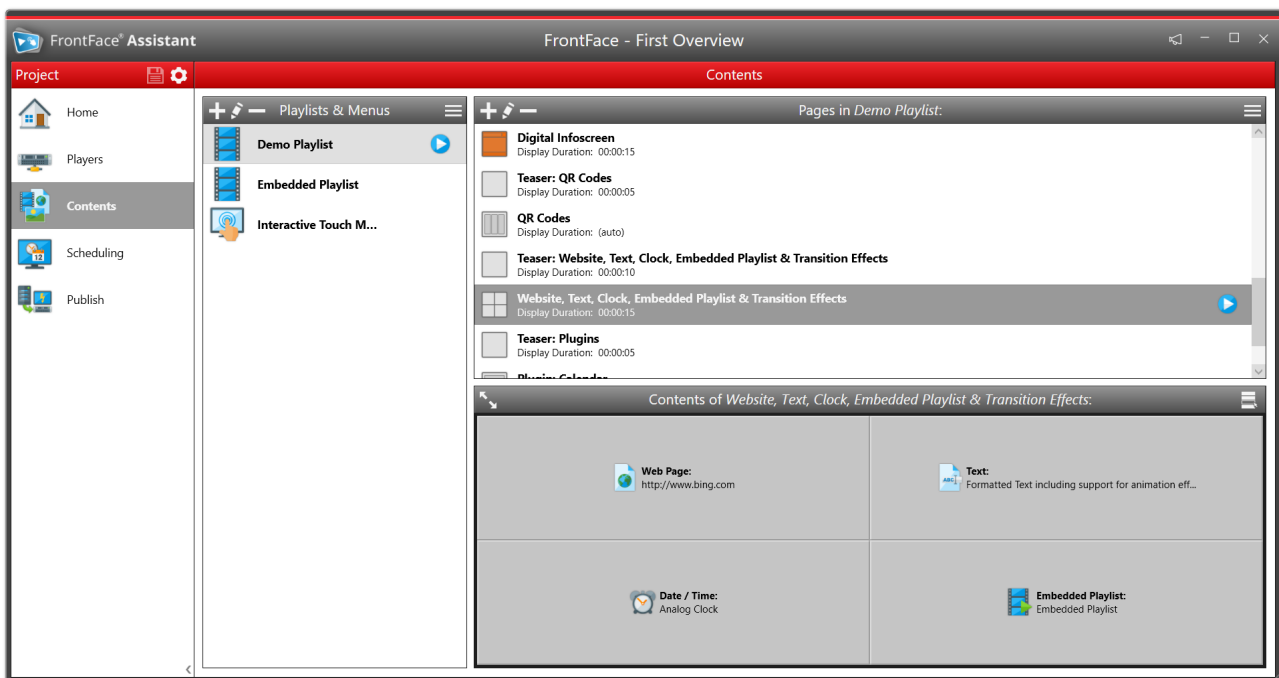 FrontFace® Assistant
FrontFace - First Overview
Project
Contents
Home
Players
Contents
Scheduling
12
Publish
Playlists & Menus
Demo Playlist
Embedded Playlist
Interactive Touch M...
Pages in Demo Playlist:
Digital Infoscreen
Display Duration: 00:00:15
Teaser: QR Codes
Display Duration: 00:00:05
QR Codes
Display Duration: (auto)
Teaser: Website, Text, Clock, Embedded Playlist & Transition Effects
Display Duration: 00:00:10
Website, Text, Clock, Embedded Playlist & Transition Effects
Display Duration: 00:00:15
Teaser: Plugins
Display Duration: 00:00:05
Plugin: Calendar
Contents of Website, Text, Clock, Embedded Playlist & Transition Effects:
Web Page:
http://www.bing.com
ABC
Text:
Formatted Text including support for animation eff...
Date / Time:
Analog Clock
Embedded Playlist:
Embedded Playlist